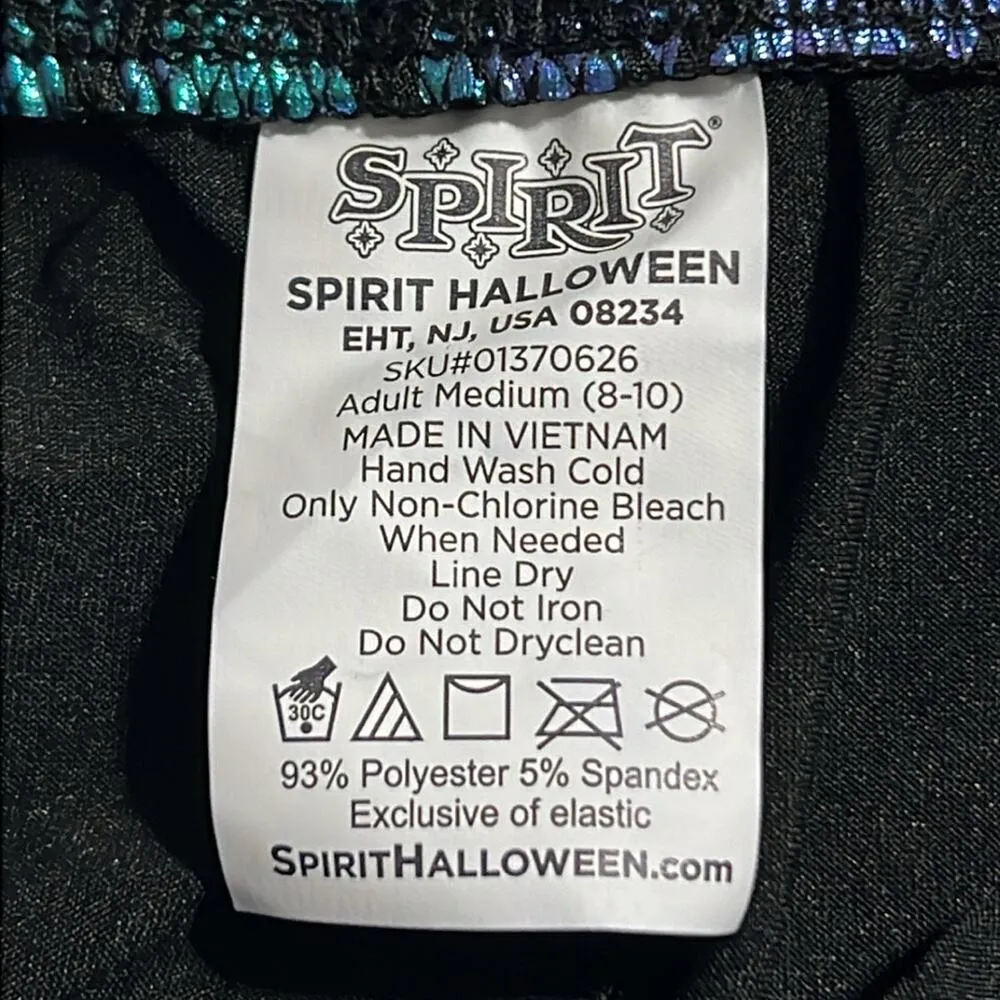 SPIRIT®
SPIRIT HALLOWEEN
EHT, NJ, USA 08234
SKU#01370626
Adult Medium (8-10)
MADE IN VIETNAM
Hand Wash Cold
Only Non-Chlorine Bleach
When Needed
Line Dry
Do Not Iron
Do Not Dryclean
30C
93% Polyester 5% Spandex
Exclusive of elastic
SPIRITHALLOWEEN.com